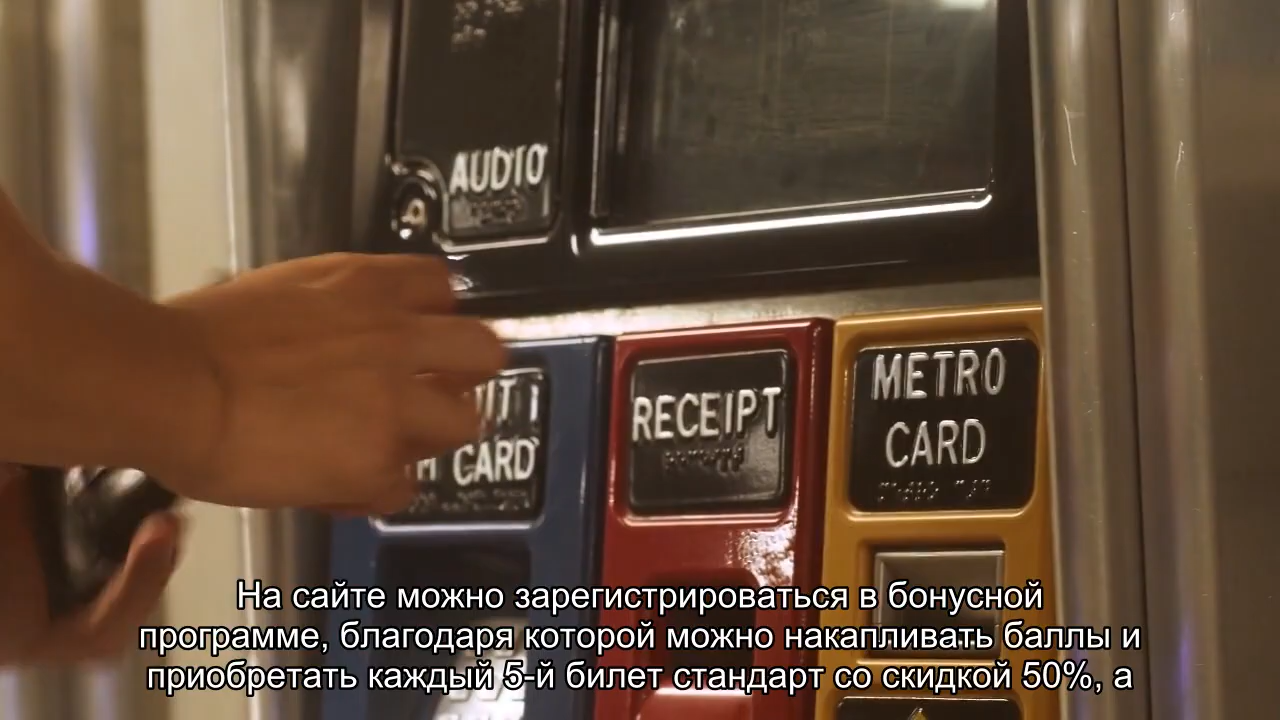 AUDIO
CARD
RECEIPT
METRO
CARD
На сайте можно зарегистрироваться в бонусной
программе, благодаря которой можно накапливать баллы и
приобретать каждый 5-й билет стандарт со скидкой 50%, а